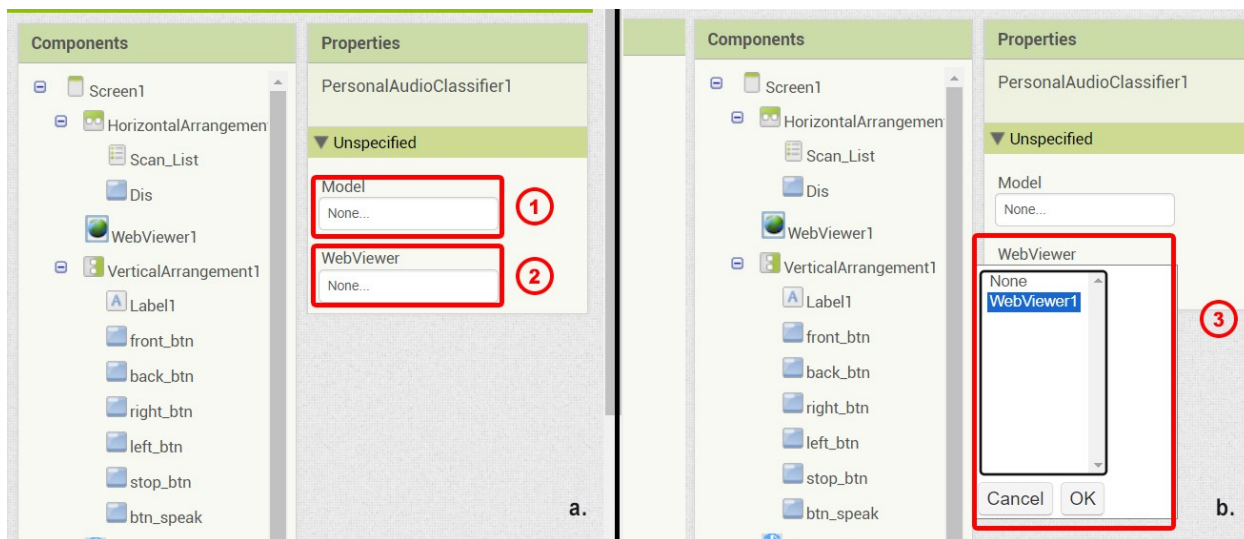 Components
Screen1
HorizontalArrangemen
Scan_List
Dis
WebViewer1
VerticalArrangement1
Label1
front_btn
back_btn
right_btn
left_btn
stop_btn
btn_speak
Properties
PersonalAudioClassifier1
Unspecified
Model
None...
1
WebViewer
None...
2
a.
Components
Screen1
HorizontalArrangemen
Scan_List
Dis
WebViewer1
VerticalArrangement1
Label1
front_btn
back_btn
right_btn
left_btn
stop_btn
btn_speak
Properties
PersonalAudioClassifier1
Unspecified
Model
None...
WebViewer
None
WebViewer1
3
Cancel OK
b.